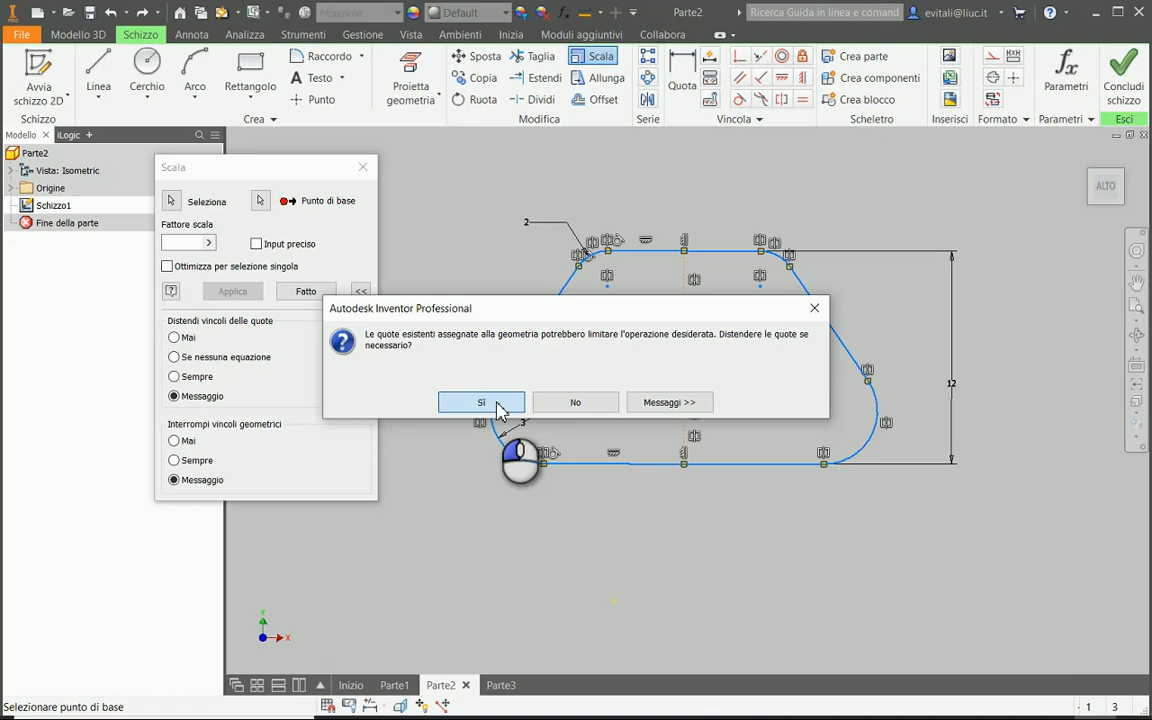 PRO
Materiale
Default
Parte2
Ricerca Guida in linea e comand
evitali@liuc.it
File
Modello 3D
Schizzo
Annota
Analizza
Strumenti
Gestione
Vista
Ambienti
Inizia
Moduli aggiuntivi
Collabora
Avvia
schizzo 2D
Linea
Cerchio
Arco
Rettangolo
Raccordo
Testo
Punto
Proietta
geometria
Sposta
Copia
Ruota
Taglia
Estendi
Dividi
Scala
Allunga
Offset
Quota
Crea parte
Crea componenti
Crea blocco
Parametri
Concludi
schizzo
Schizzo
Crea
Modifica
Serie
Vincola
Scheletro
Inserisci
Formato
Parametri
Esci
Modello
iLogic
Parte2
Vista: Isometric
Origine
Schizzo1
Fine della parte
Scala
Seleziona
Punto di base
Fattore scala
Input preciso
Ottimizza per selezione singola
Applica
Fatto
<<
Distendi vincoli delle quote
Mai
Se nessuna equazione
Sempre
Messaggio
Interrompi vincoli geometrici
Mai
Sempre
Messaggio
Autodesk Inventor Professional
Le quote esistenti assegnate alla geometria potrebbero limitare l'operazione desiderata. Distendere le quote se
necessario?
Sì
No
Messaggi >>
2
12
3
ALTO
Y
X
Inizio
Parte1
Parte2
Parte3
Selezionare punto di base
1
3